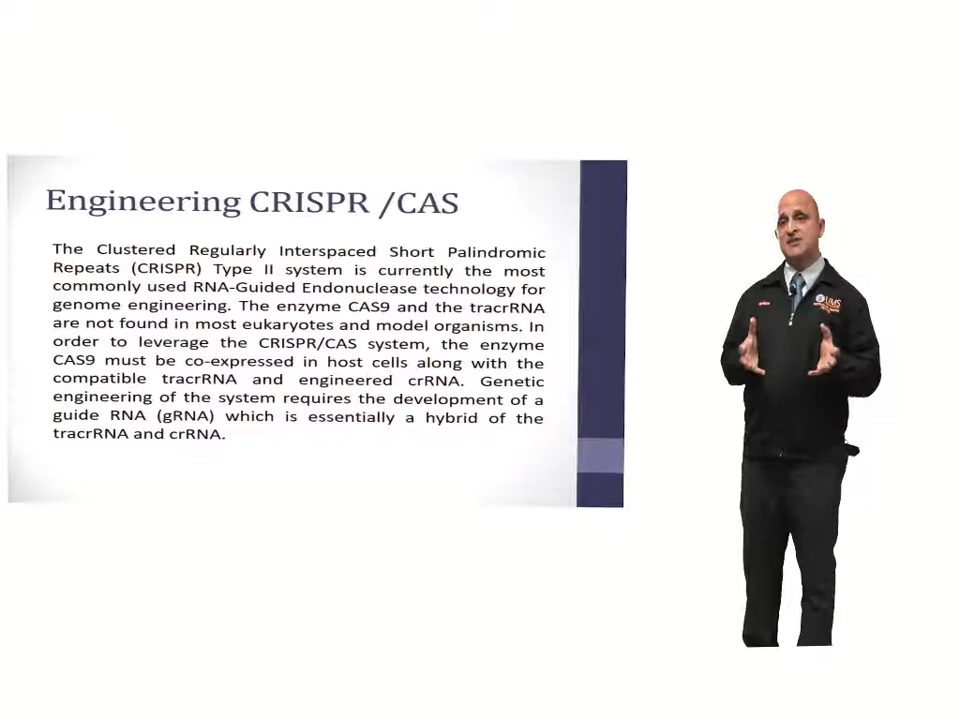 Engineering CRISPR /CAS
The Clustered Regularly Interspaced Short Palindromic
Repeats (CRISPR) Type II system is currently the most
commonly used RNA-Guided Endonuclease technology for
genome engineering. The enzyme CAS9 and the tracrRNA
are not found in most eukaryotes and model organisms. In
order to leverage the CRISPR/CAS system, the enzyme
CAS9 must be co-expressed in host cells along with the
compatible tracrRNA and engineered crRNA. Genetic
engineering of the system requires the development of a
guide RNA (gRNA) which is essentially a hybrid of the
tracrRNA and crRNA.
UMS